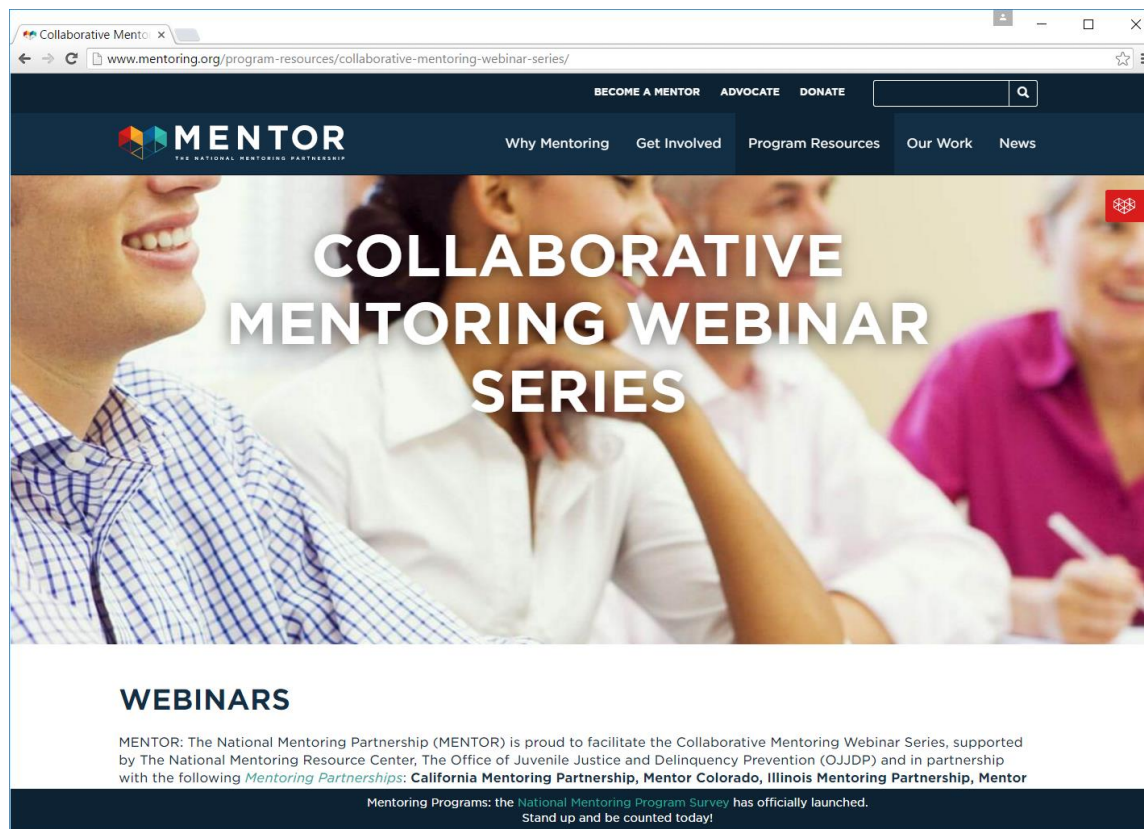 Collaborative Mento
www.mentoring.org/program-resources/collaborative-mentoring-webinar-series/
BECOME A MENTOR ADVOCATE DONATE
MENTOR
THE NATIONAL MENTORING PARTNERSHIP
Why Mentoring Get Involved Program Resources Our Work News
COLLABORATIVE
MENTORING WEBINAR
SERIES
WEBINARS
MENTOR: The National Mentoring Partnership (MENTOR) is proud to facilitate the Collaborative Mentoring Webinar Series, supported
by The National Mentoring Resource Center, The Office of Juvenile Justice and Delinquency Prevention (OJJDP) and in partnership
with the following Mentoring Partnerships: California Mentoring Partnership, Mentor Colorado, Illinois Mentoring Partnership, Mentor
Mentoring Programs: the National Mentoring Program Survey has officially launched.
Stand up and be counted today!